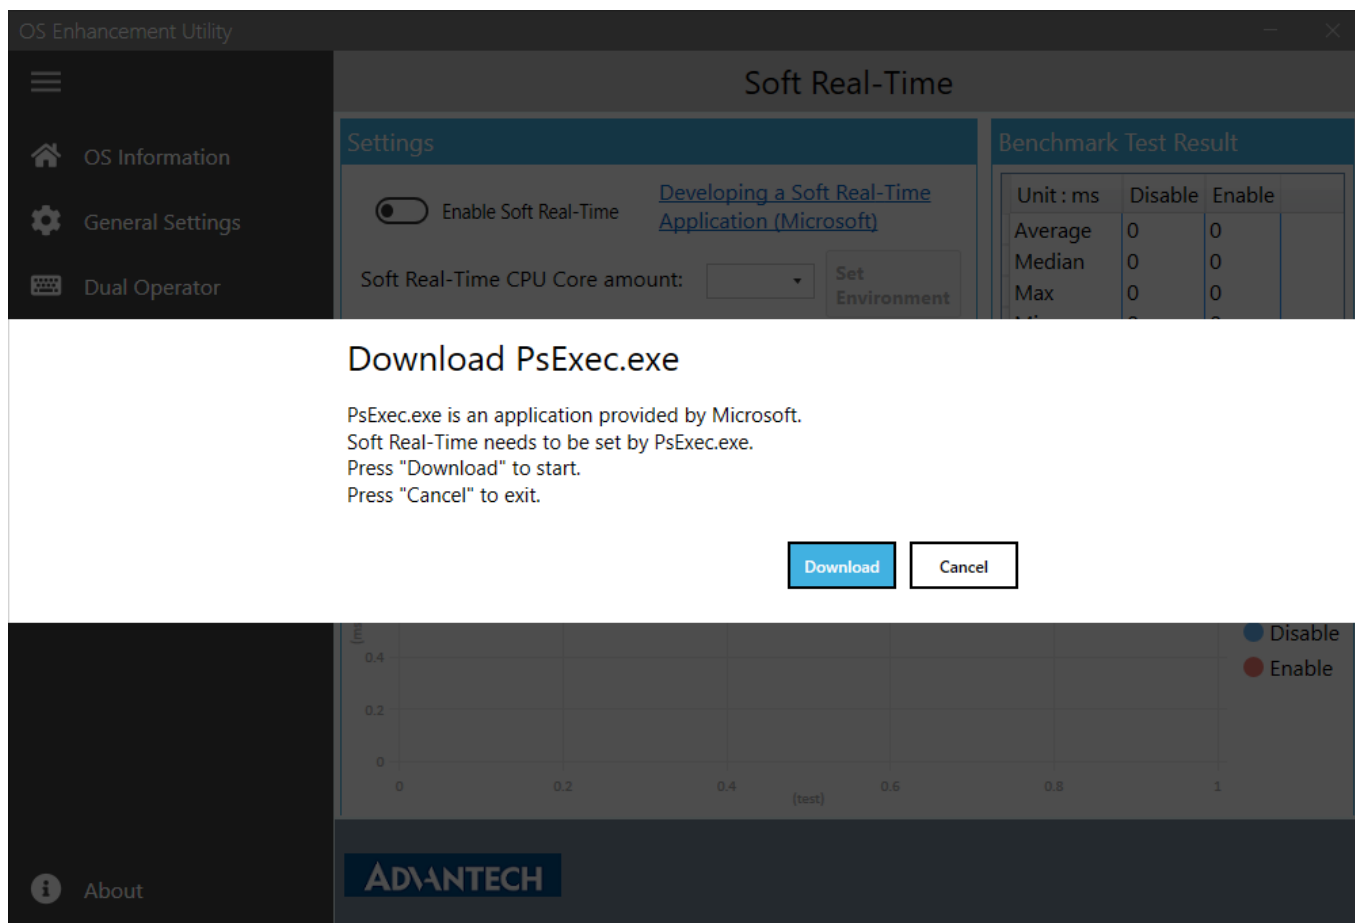 OS Enhancement Utility
Soft Real-Time
OS Information
General Settings
Dual Operator
Settings
Enable Soft Real-Time
Developing a Soft Real-Time
Application (Microsoft)
Soft Real-Time CPU Core amount:
Set
Environment
Benchmark Test Result
Unit : ms Disable Enable
Average 0 0
Median 0 0
Max 0 0
Download PsExec.exe
PsExec.exe is an application provided by Microsoft.
Soft Real-Time needs to be set by PsExec.exe.
Press "Download" to start.
Press "Cancel" to exit.
Download
Cancel
Disable
Enable
0.4
0.2
0
0 0.2 0.4 0.6 0.8 1
(test)
ADVANTECH
About